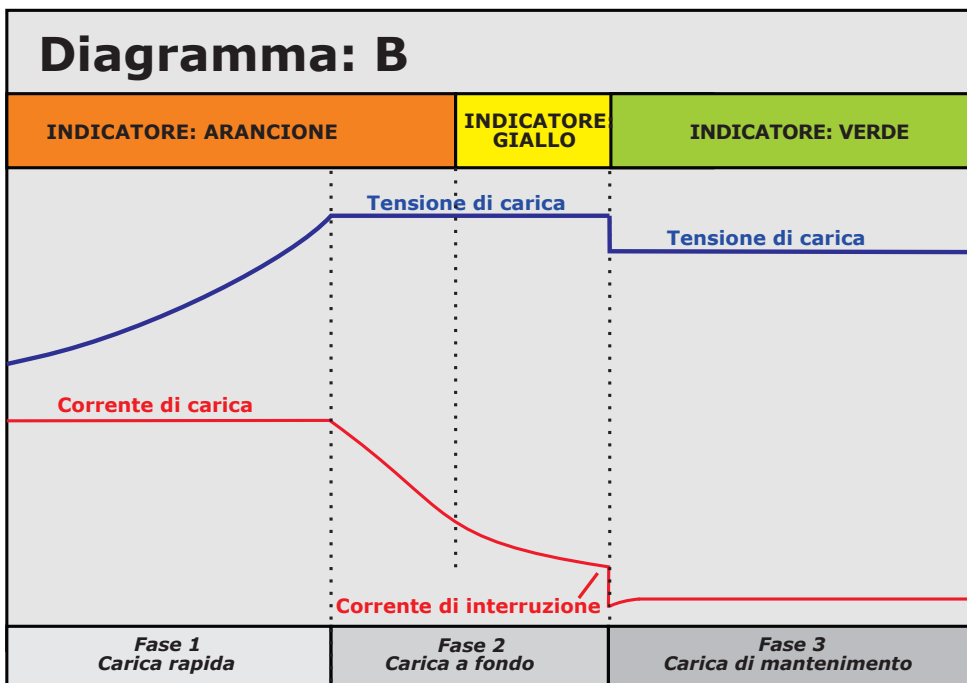 Diagramma: B
INDICATORE: ARANCIONE
INDICATORE:
GIALLO
INDICATORE: VERDE
Tensione di carica
Tensione di carica
Corrente di carica
Corrente di interruzione
Fase 1
Carica rapida
Fase 2
Carica a fondo
Fase 3
Carica di mantenimento